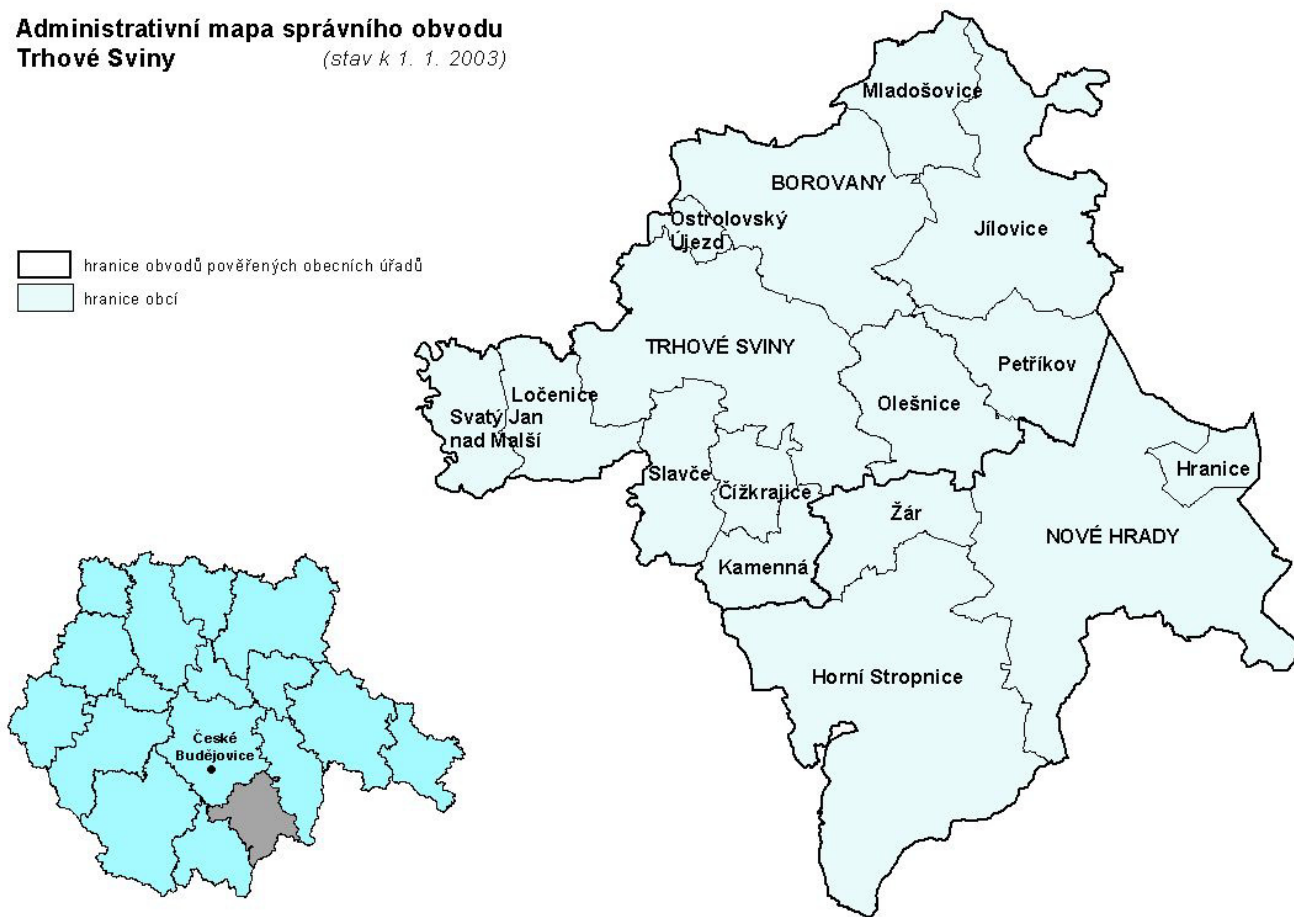 Administrativní mapa správního obvodu
Trhové Sviny (stav k 1. 1. 2003)
hranice obvodů pověřených obecních úřadů
hranice obcí
Mladošovice
BOROVANY
Ostrolovský
Újezd
Jílovice
TRHOVÉ SVINY
Petříkov
Ločenice
Olešnice
Svatý Jan
nad Malší
Slavče
Čížkrajice
Hranice
Žár
NOVÉ HRADY
Kamenná
Horní Stropnice
České
Budějovice